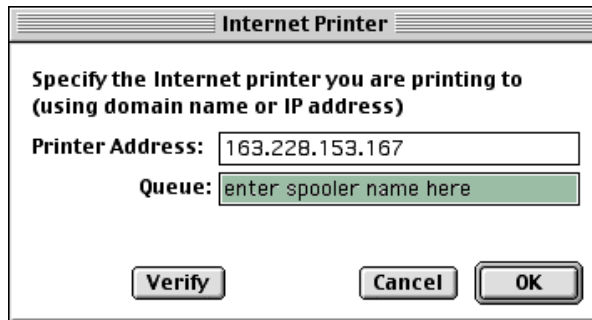 Internet Printer
Specify the Internet printer you are printing to
(using domain name or IP address)
Printer Address: 163.228.153.167
Queue: enter spooler name here
Verify Cancel OK